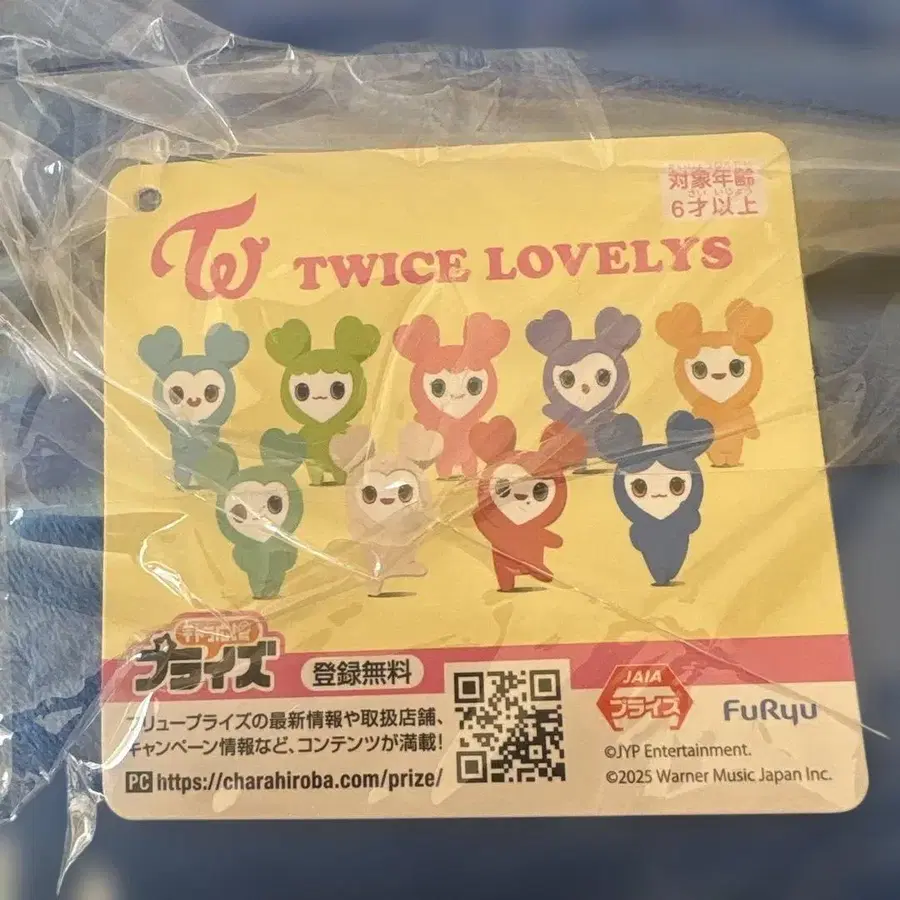 対象年齢
6才以上
TW
TWICE LOVELYS
プライズ
登録無料
フリュープライズの最新情報や取扱店舗、
キャンペーン情報など、コンテンツが満載!
PC https://charahiroba.com/prize/
JAIA
プライズ
FuRyu
©JYP Entertainment.
©2025 Warner Music Japan Inc.